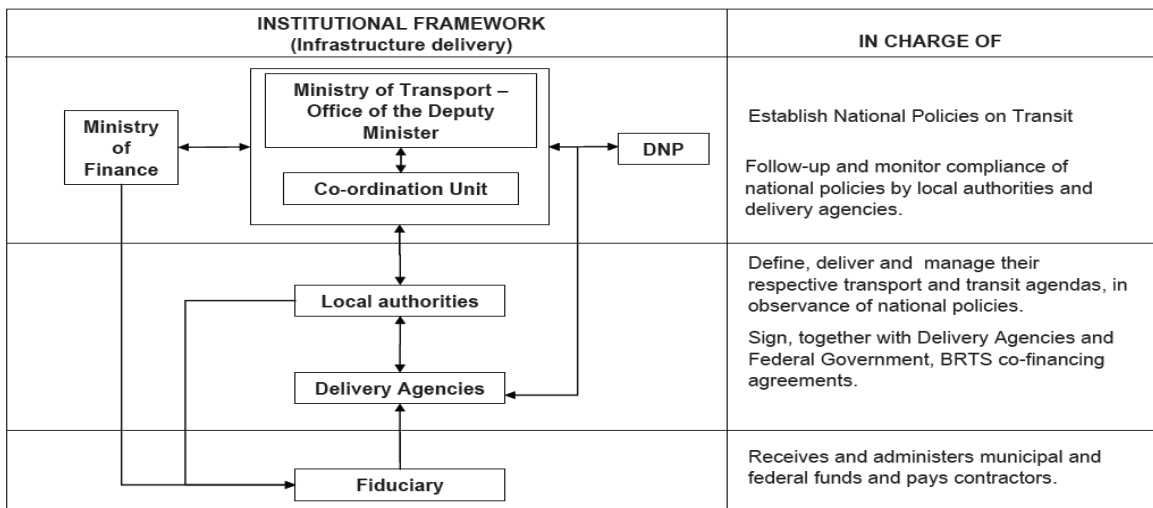 INSTITUTIONAL FRAMEWORK
(Infrastructure delivery)
IN CHARGE OF
Ministry of Transport –
Office of the Deputy
Minister
Ministry
of
Finance
DNP
Co-ordination Unit
Establish National Policies on Transit
Follow-up and monitor compliance of
national policies by local authorities and
delivery agencies.
Local authorities
Delivery Agencies
Define, deliver and manage their
respective transport and transit agendas, in
observance of national policies.
Sign, together with Delivery Agencies and
Federal Government, BRTS co-financing
agreements.
Fiduciary
Receives and administers municipal and
federal funds and pays contractors.